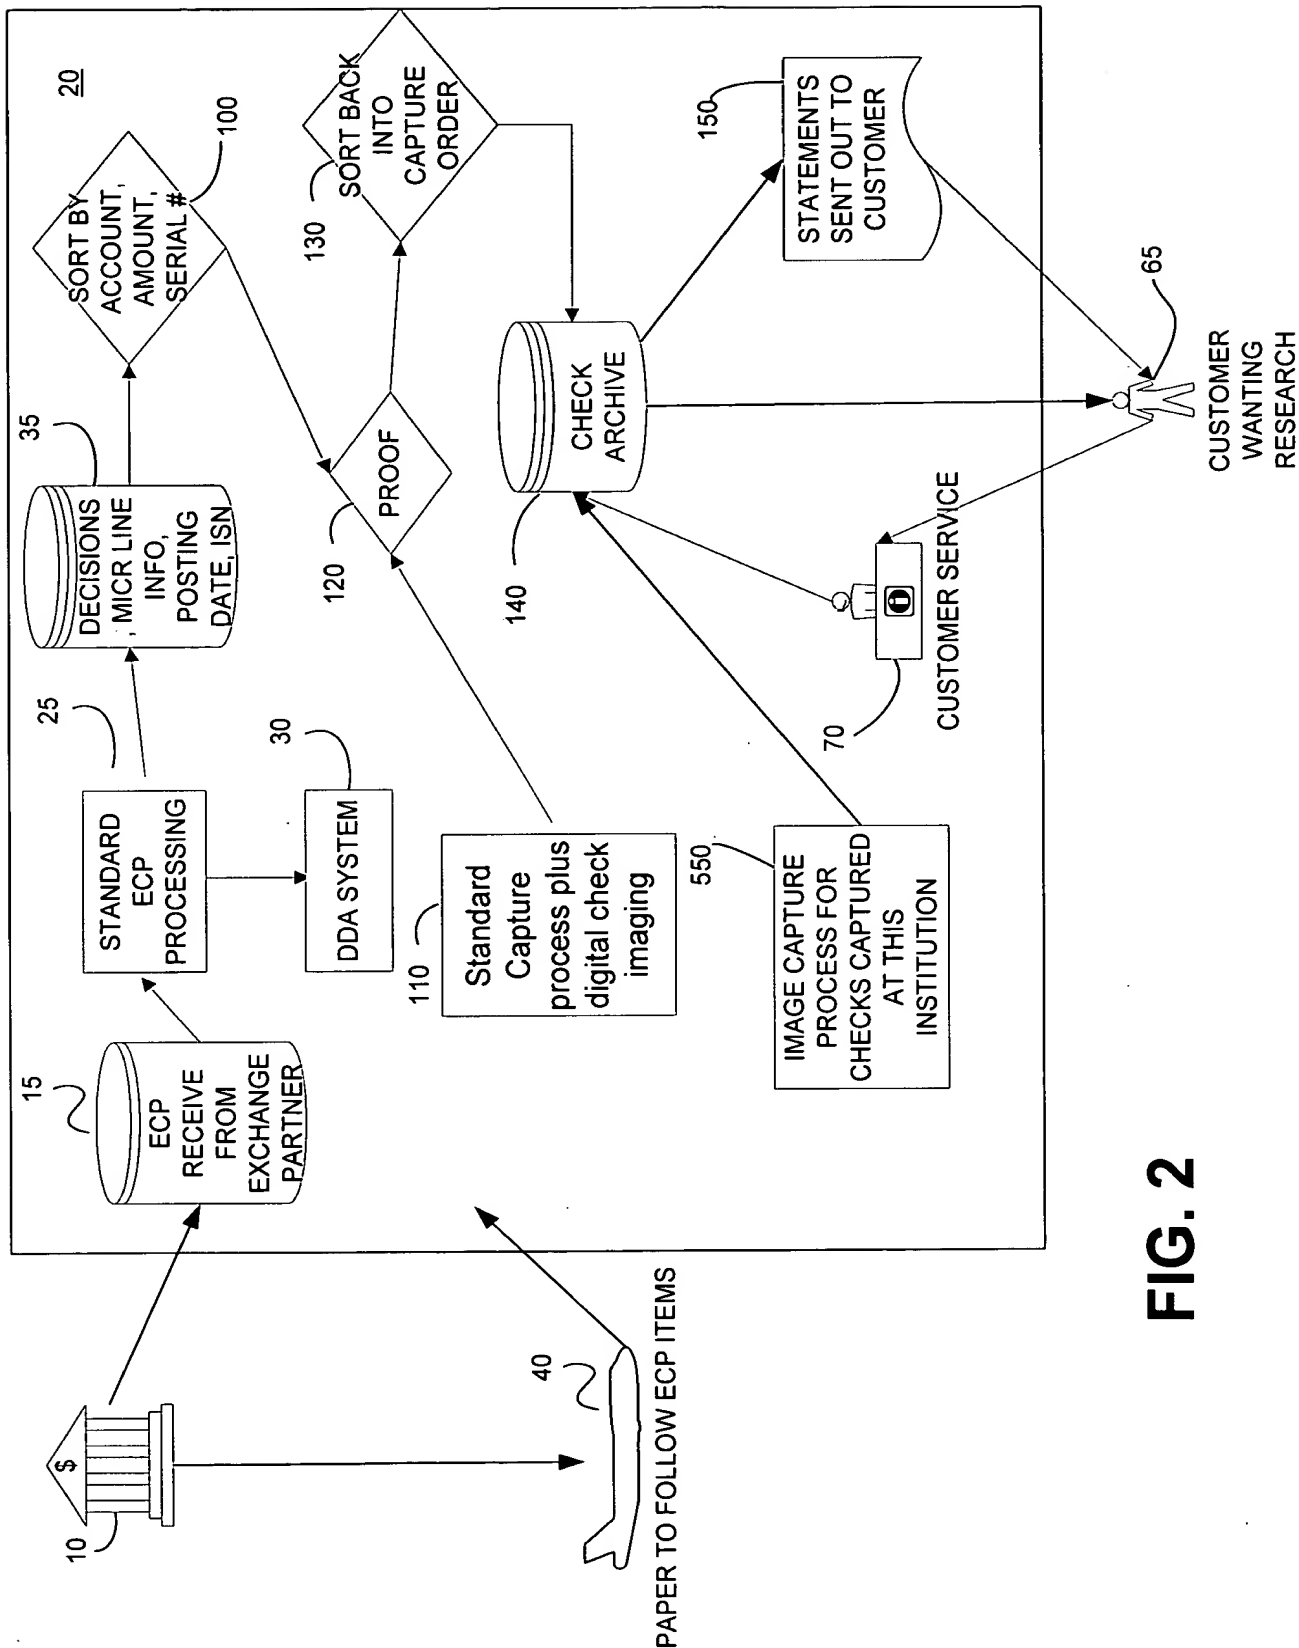 20
$
10
15
ECP
RECEIVE
FROM
EXCHANGE
PARTNER
25
STANDARD
ECP
PROCESSING
35
DECISIONS
, MICR LINE
INFO,
POSTING
DATE, ISN
SORT BY
ACCOUNT,
AMOUNT,
SERIAL #
100
30
DDA SYSTEM
120
PROOF
130
SORT BACK
INTO
CAPTURE
ORDER
40
PAPER TO FOLLOW ECP ITEMS
110
Standard
Capture
process plus
digital check
imaging
140
CHECK
ARCHIVE
150
STATEMENTS
SENT OUT TO
CUSTOMER
550
IMAGE CAPTURE
PROCESS FOR
CHECKS CAPTURED
AT THIS
INSTITUTION
70
i
CUSTOMER SERVICE
65
CUSTOMER
WANTING
RESEARCH
FIG. 2